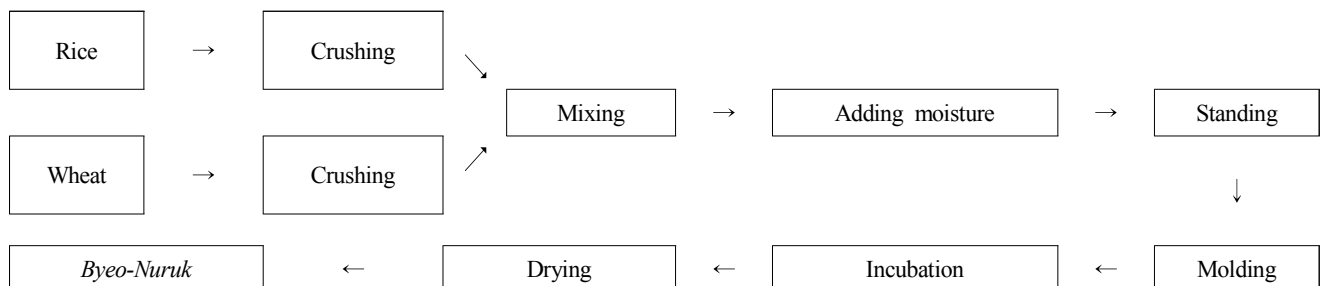 Rice → Crushing ↘
Mixing → Adding moisture → Standing
Wheat → Crushing ↗
↓
Byeo-Nuruk ← Drying ← Incubation ← Molding